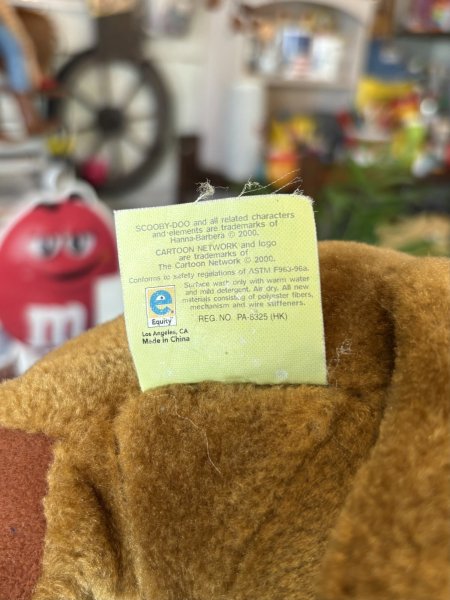 SCOOBY-DOO and all related characters
and elements are trademarks of
Hanna-Barbera © 2000.
CARTOON NETWORK and logo
are trademarks of
The Cartoon Network © 2000.
Conforms to safety regulations of ASTM F963-96a.
Surface wash only with warm water
and mild detergent. Air dry. All new
materials consisting of polyester fibers,
mechanism and wire stiffeners.
REG. NO. PA-6325 (HK)
e
Equity
Los Angeles, CA
Made in China
m